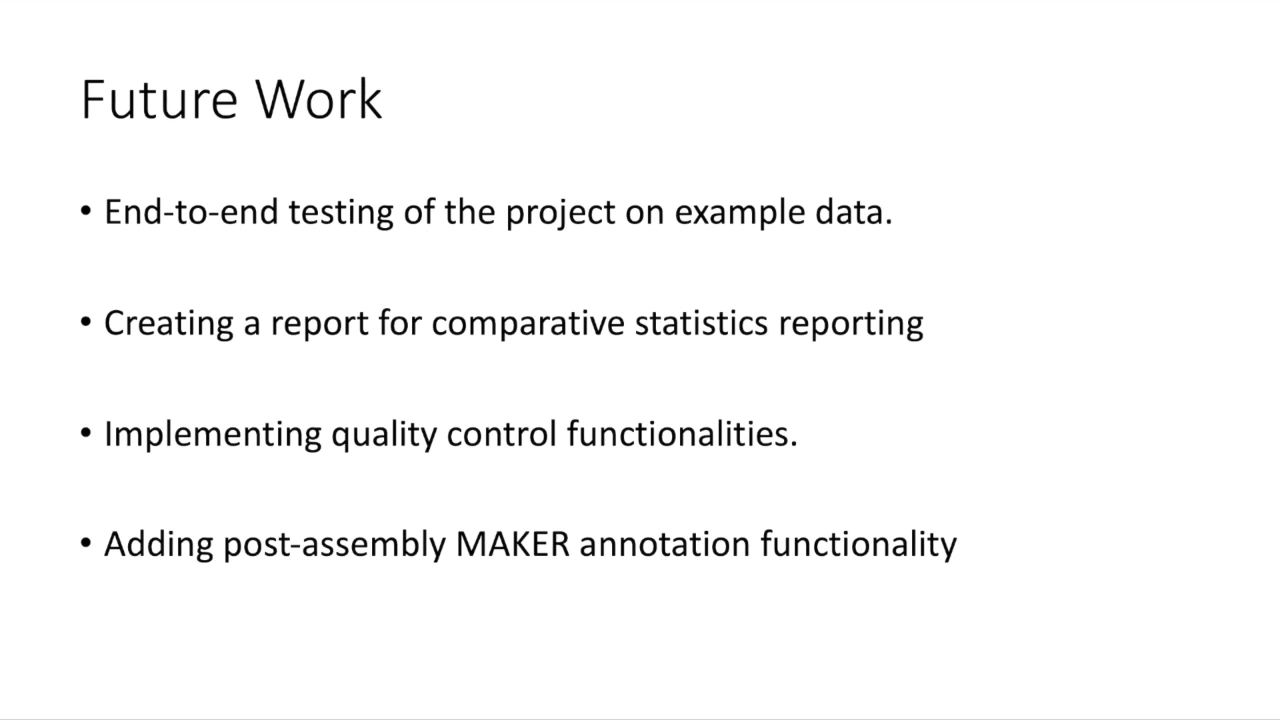 Future Work
• End-to-end testing of the project on example data.
• Creating a report for comparative statistics reporting
• Implementing quality control functionalities.
• Adding post-assembly MAKER annotation functionality